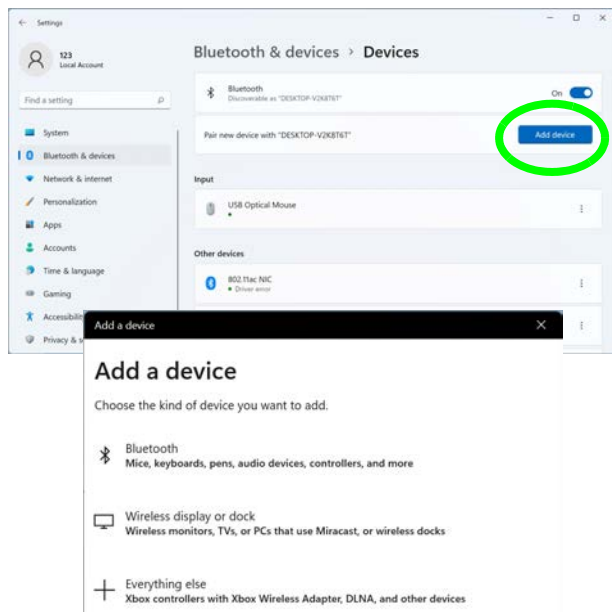 Settings
123
Local Account
Find a setting
System
Bluetooth & devices
Network & internet
Personalization
Apps
Accounts
Time & language
Gaming
Accessibility
Privacy & s
Bluetooth & devices > Devices
Bluetooth
Discoverable as "DESKTOP-V2K8T6T"
On
Pair new device with "DESKTOP-V2K8T6T"
Add device
Input
USB Optical Mouse
Other devices
802.11ac NIC
Driver error
Add a device
Add a device
Choose the kind of device you want to add.
Bluetooth
Mice, keyboards, pens, audio devices, controllers, and more
Wireless display or dock
Wireless monitors, TVs, or PCs that use Miracast, or wireless docks
Everything else
Xbox controllers with Xbox Wireless Adapter, DLNA, and other devices